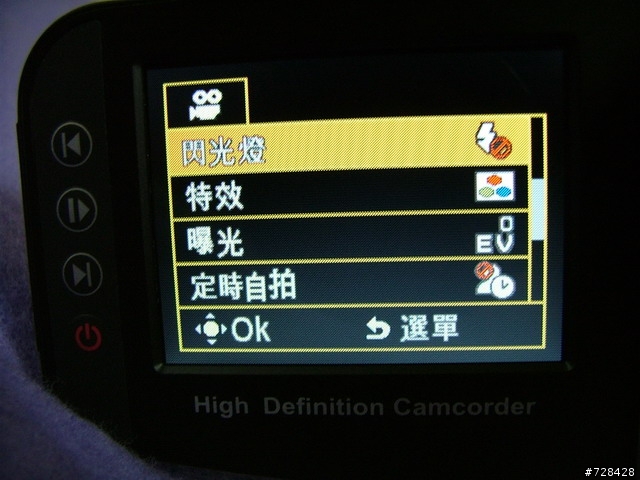 閃光燈
特效
曝光 0 EV
定時自拍
Ok 選單
High Definition Camcorder
#728428